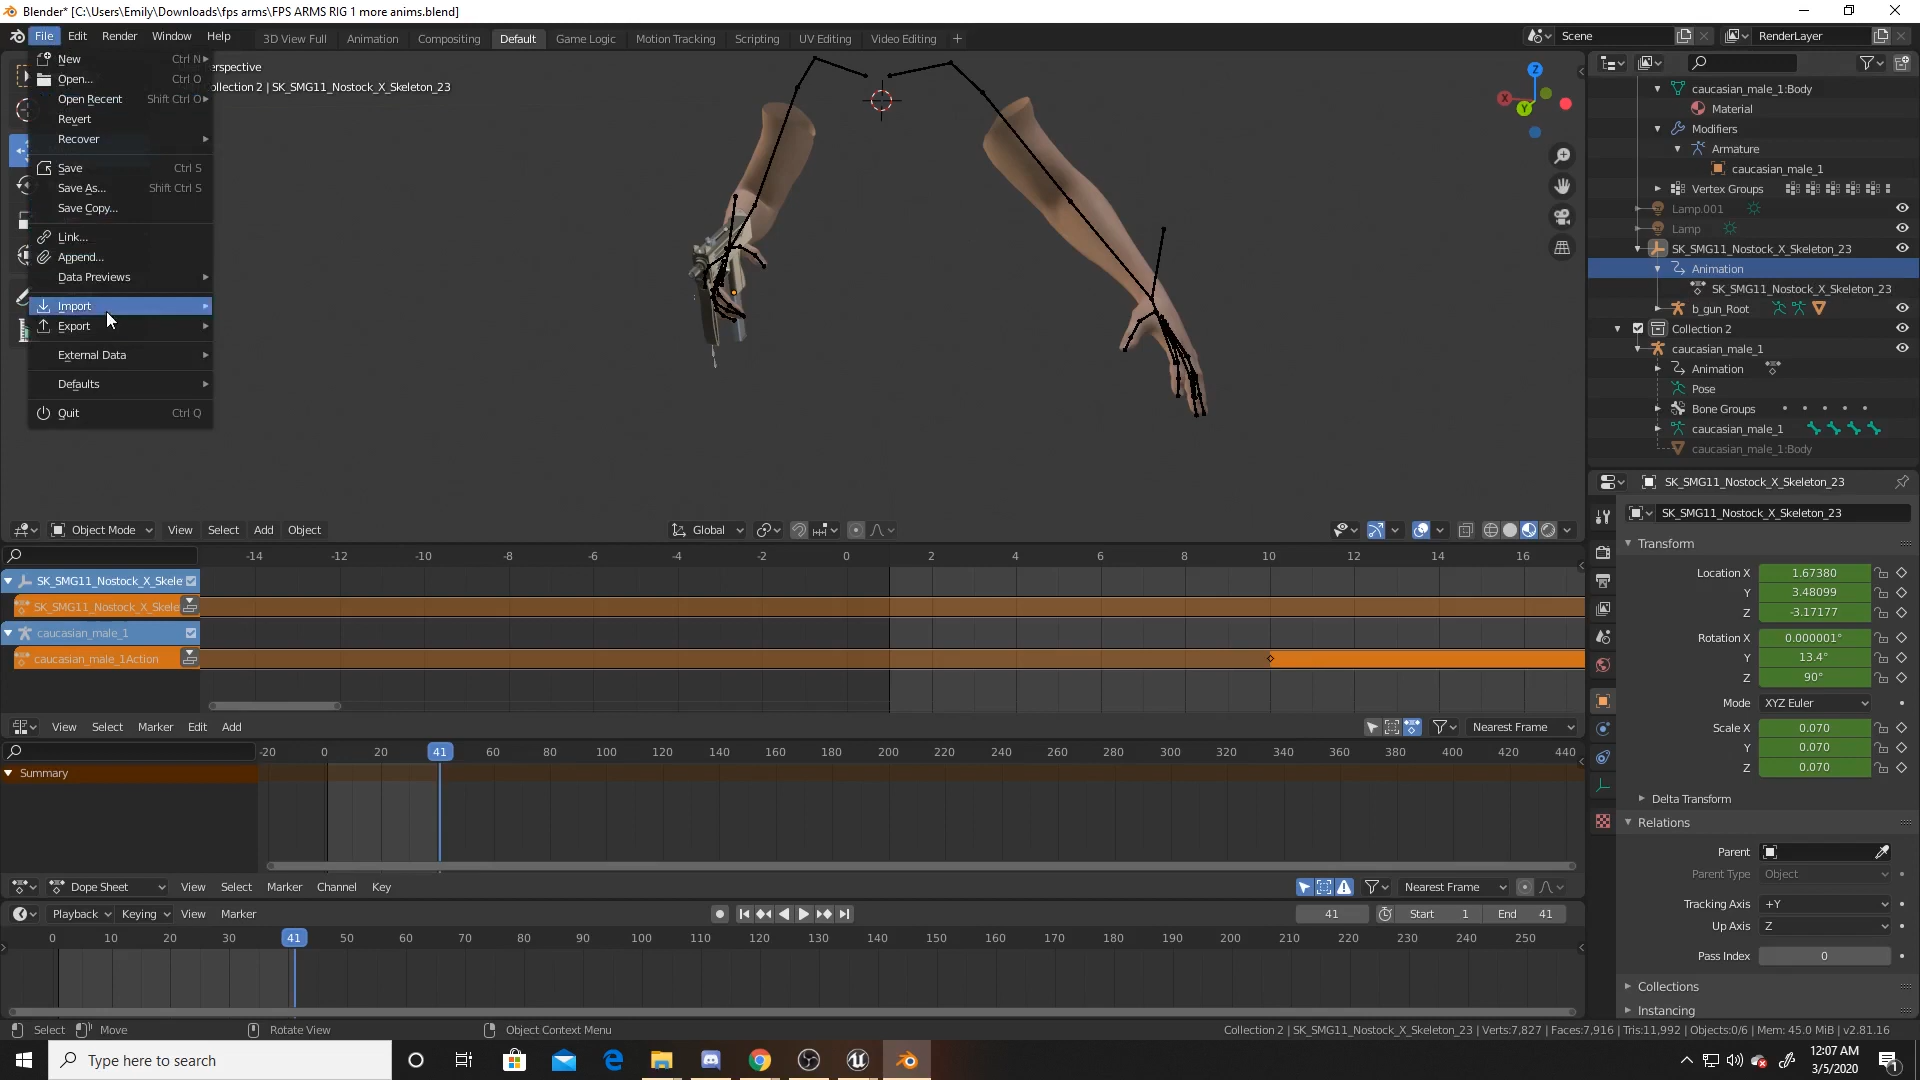 Blender* [C:\Users\Emily\Downloads\fps arms\FPS ARMS RIG 1 more anims.blend]
File Edit Render Window Help 3D View Full Animation Compositing Default Game Logic Motion Tracking Scripting UV Editing Video Editing + Scene RenderLayer
New Ctrl N
Open... Ctrl O
Open Recent Shift Ctrl O
Revert
Recover
Save Ctrl S
Save As... Shift Ctrl S
Save Copy...
Link...
Append...
Data Previews
Import
Export
External Data
Defaults
Quit Ctrl Q
erspective
ollection 2 | SK_SMG11_Nostock_X_Skeleton_23
Z
X
Y
caucasian_male_1:Body
Material
Modifiers
Armature
caucasian_male_1
Vertex Groups
Lamp.001
Lamp
SK_SMG11_Nostock_X_Skeleton_23
Animation
SK_SMG11_Nostock_X_Skeleton_23
b_gun_Root
Collection 2
caucasian_male_1
Animation
Pose
Bone Groups
caucasian_male_1
caucasian_male_1:Body
SK_SMG11_Nostock_X_Skeleton_23
SK_SMG11_Nostock_X_Skeleton_23
Transform
Location X 1.67380
Y 3.48099
Z -3.17177
Rotation X 0.000001°
Y 13.4°
Z 90°
Mode XYZ Euler
Scale X 0.070
Y 0.070
Z 0.070
Delta Transform
Relations
Parent
Parent Type Object
Tracking Axis +Y
Up Axis Z
Pass Index 0
Collections
Instancing
Object Mode View Select Add Object Global
-14 -12 -10 -8 -6 -4 -2 0 2 4 6 8 10 12 14 16
SK_SMG11_Nostock_X_Skele
SK_SMG11_Nostock_X_Skele
caucasian_male_1
caucasian_male_1Action
View Select Marker Edit Add Nearest Frame
-20 0 20 41 60 80 100 120 140 160 180 200 220 240 260 280 300 320 340 360 380 400 420 440
Summary
Dope Sheet View Select Marker Channel Key Nearest Frame
Playback Keying View Marker 41 Start 1 End 41
0 10 20 30 41 50 60 70 80 90 100 110 120 130 140 150 160 170 180 190 200 210 220 230 240 250
Select Move Rotate View Object Context Menu Collection 2 | SK_SMG11_Nostock_X_Skeleton_23 | Verts:7,827 | Faces:7,916 | Tris:11,992 | Objects:0/6 | Mem: 45.0 MiB | v2.81.16
Type here to search
12:07 AM
3/5/2020
1